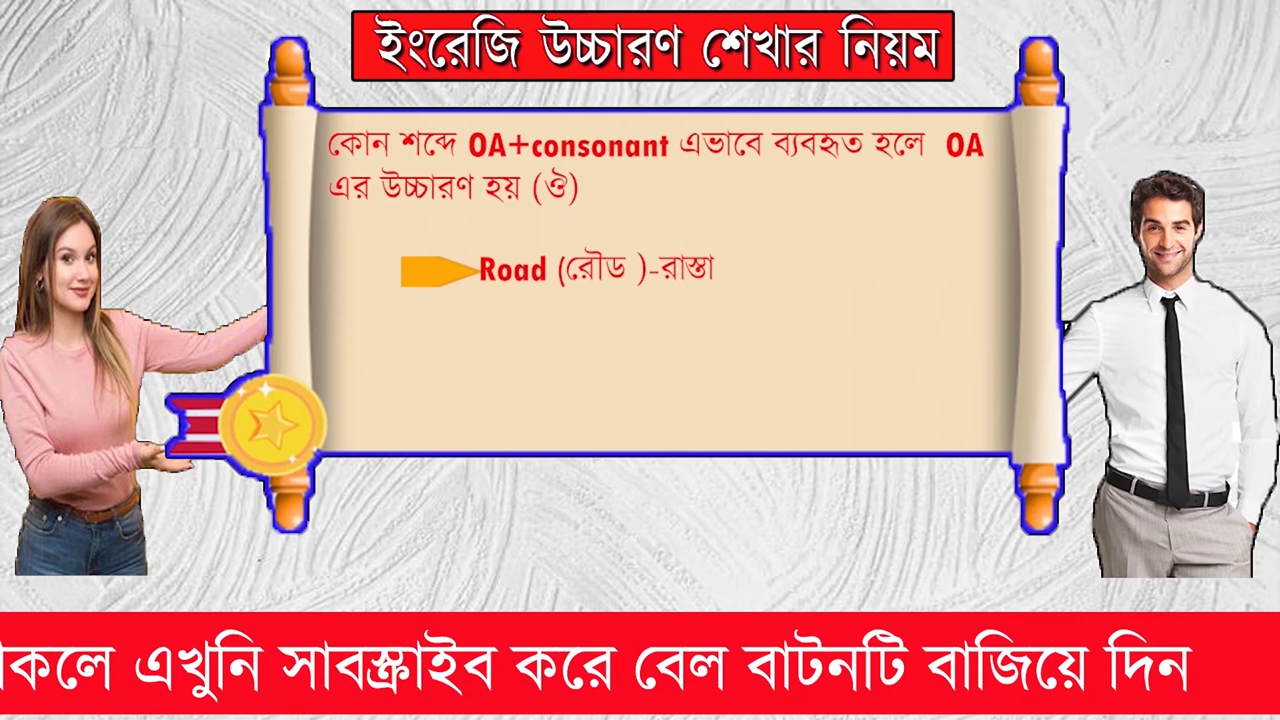 ইংরেজি উচ্চারণ শেখার নিয়ম
কোন শব্দে OA+consonant এভাবে ব্যবহৃত হলে OA
এর উচ্চারণ হয় (ঔ)
Road (রৌড )-রাস্তা
এখুনি সাবস্ক্রাইব করে বেল বাটনটি বাজিয়ে দিন